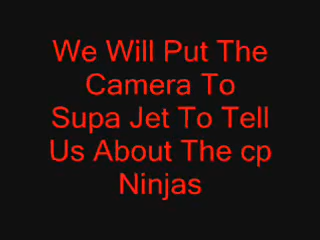 We Will Put The
Camera To
Supa Jet To Tell
Us About The cp
Ninjas